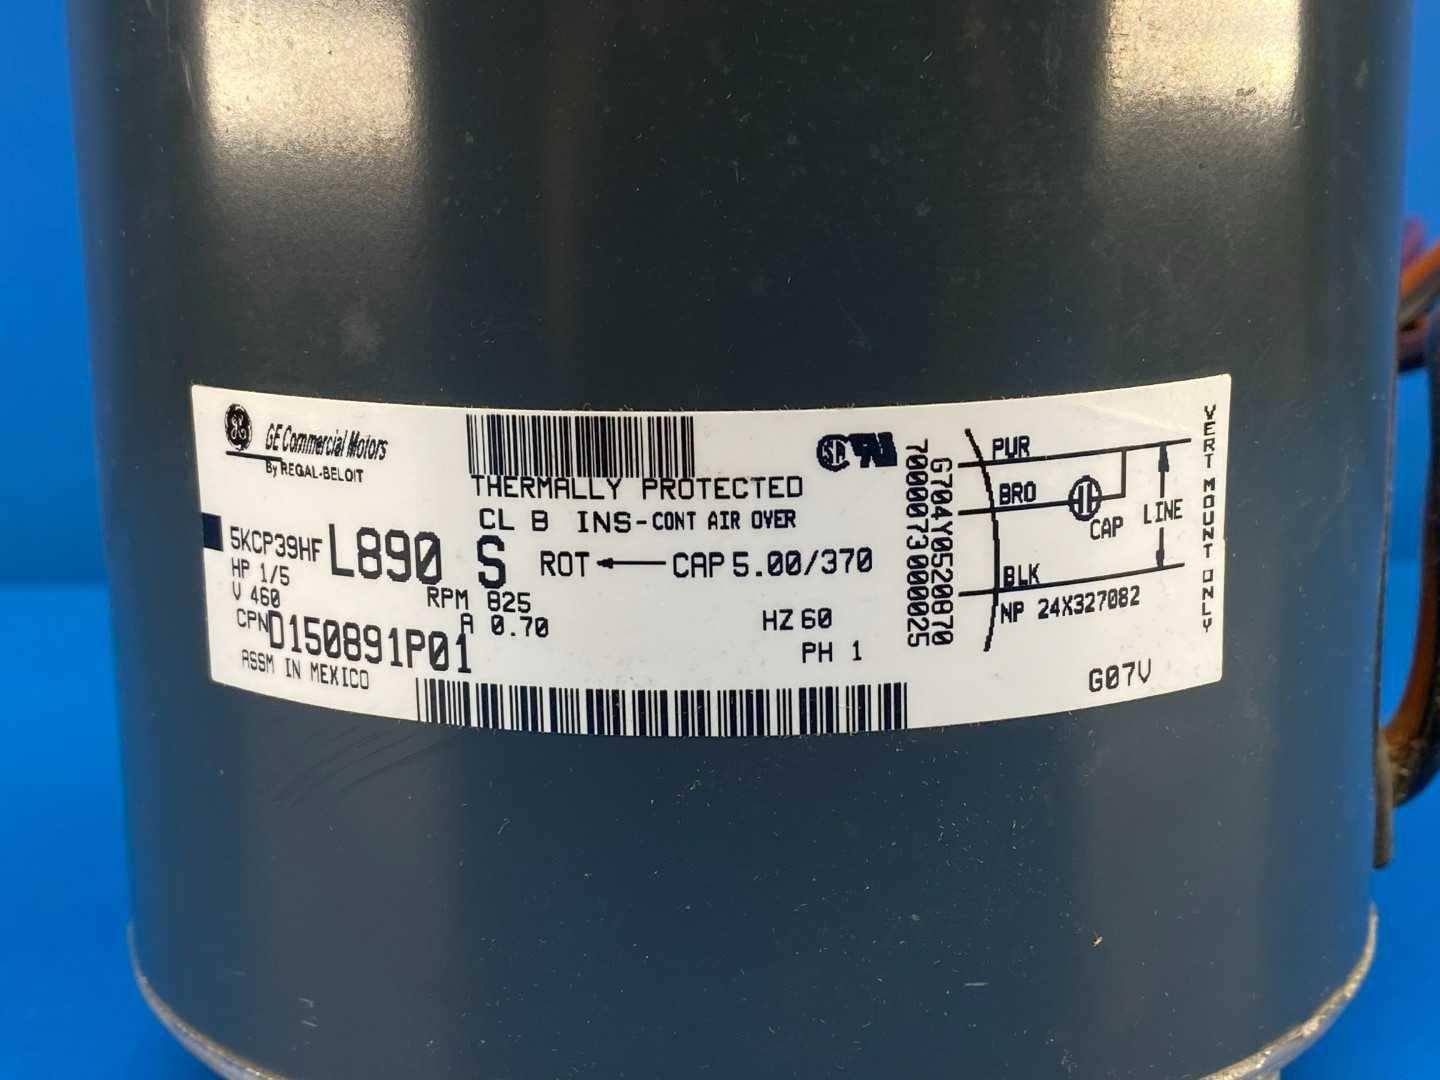 GE Commercial Motors
By REGAL-BELOIT
THERMALLY PROTECTED
CL B INS-CONT AIR OVER
5KCP39HF L890 S
ROT CAP 5.00/370
HP 1/5
V 460
RPM 825
A 0.70
HZ 60
PH 1
CPN D150891P01
ASSM IN MEXICO
G704Y0520870
70000730000025
PUR
BRO
CAP
LINE
BLK
NP 24X327082
G07V
VERT MOUNT ONLY